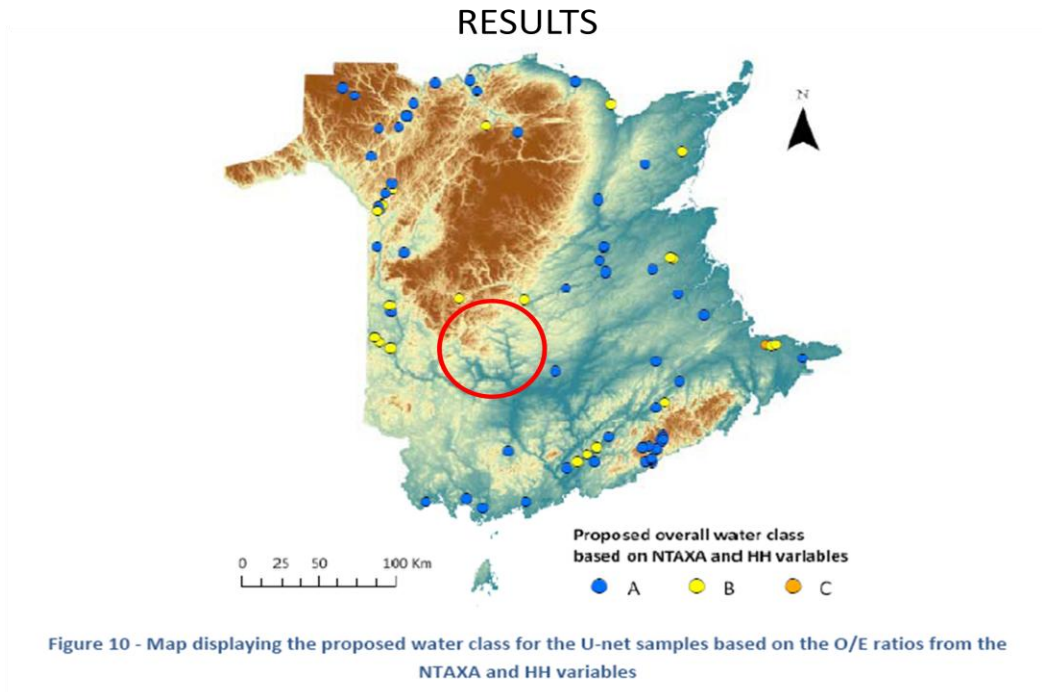 RESULTS
N
Proposed overall water class
based on NTAXA and HH variables
A B C
0 25 50 100 Km
Figure 10 - Map displaying the proposed water class for the U-net samples based on the O/E ratios from the
NTAXA and HH variables